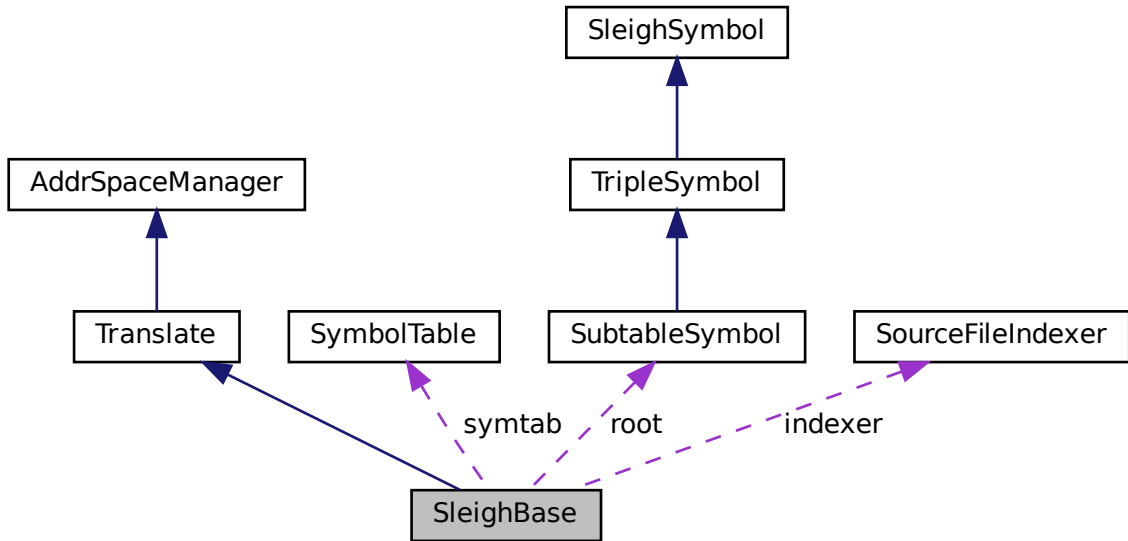 SleighSymbol
AddrSpaceManager
TripleSymbol
Translate
SymbolTable
SubtableSymbol
SourceFileIndexer
symtab
root
indexer
SleighBase